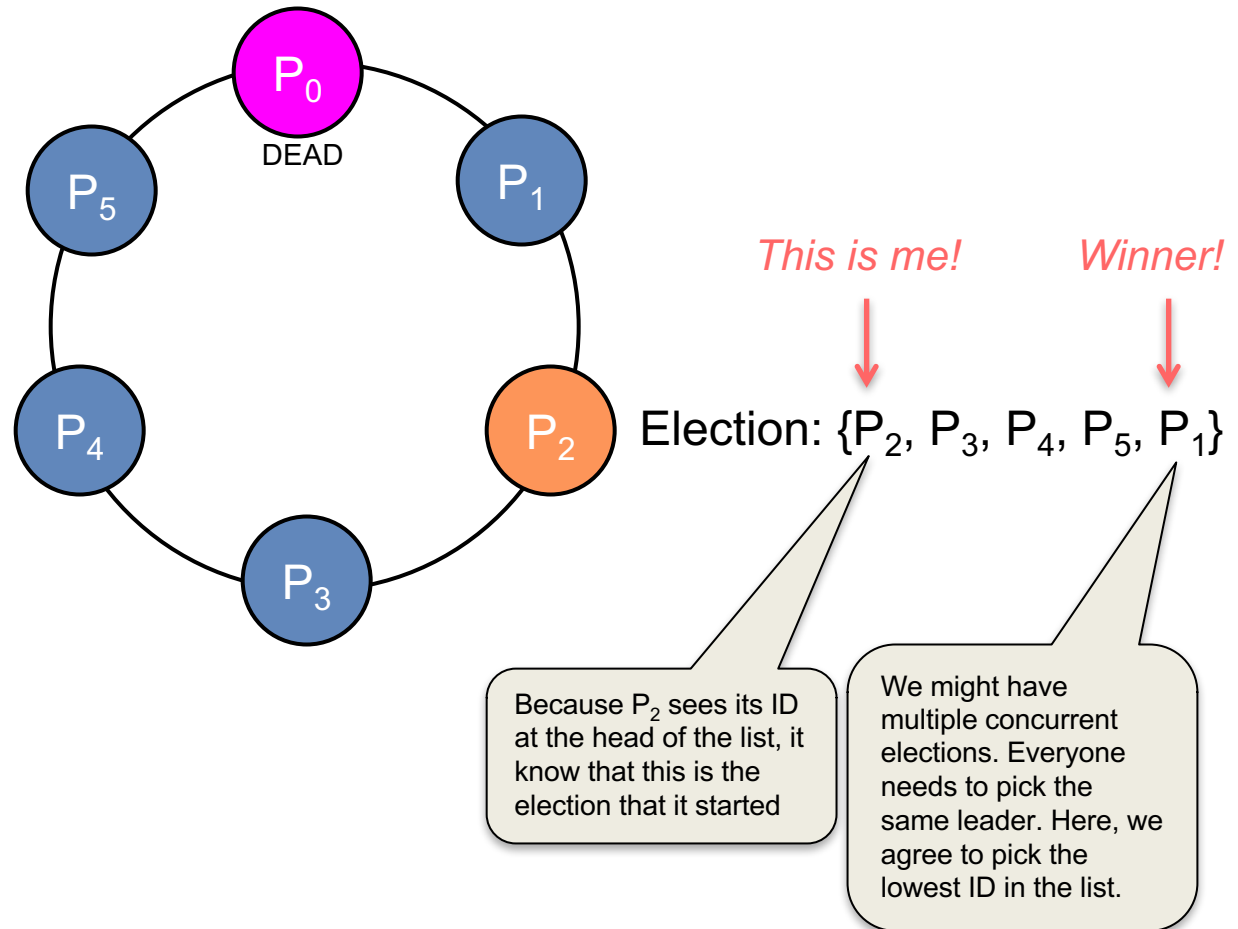 P₀
DEAD
P₅
P₁
This is me!
Winner!
P₄
P₂
Election: {P₂, P₃, P₄, P₅, P₁}
P₃
Because P₂ sees its ID
at the head of the list, it
know that this is the
election that it started
We might have
multiple concurrent
elections. Everyone
needs to pick the
same leader. Here, we
agree to pick the
lowest ID in the list.